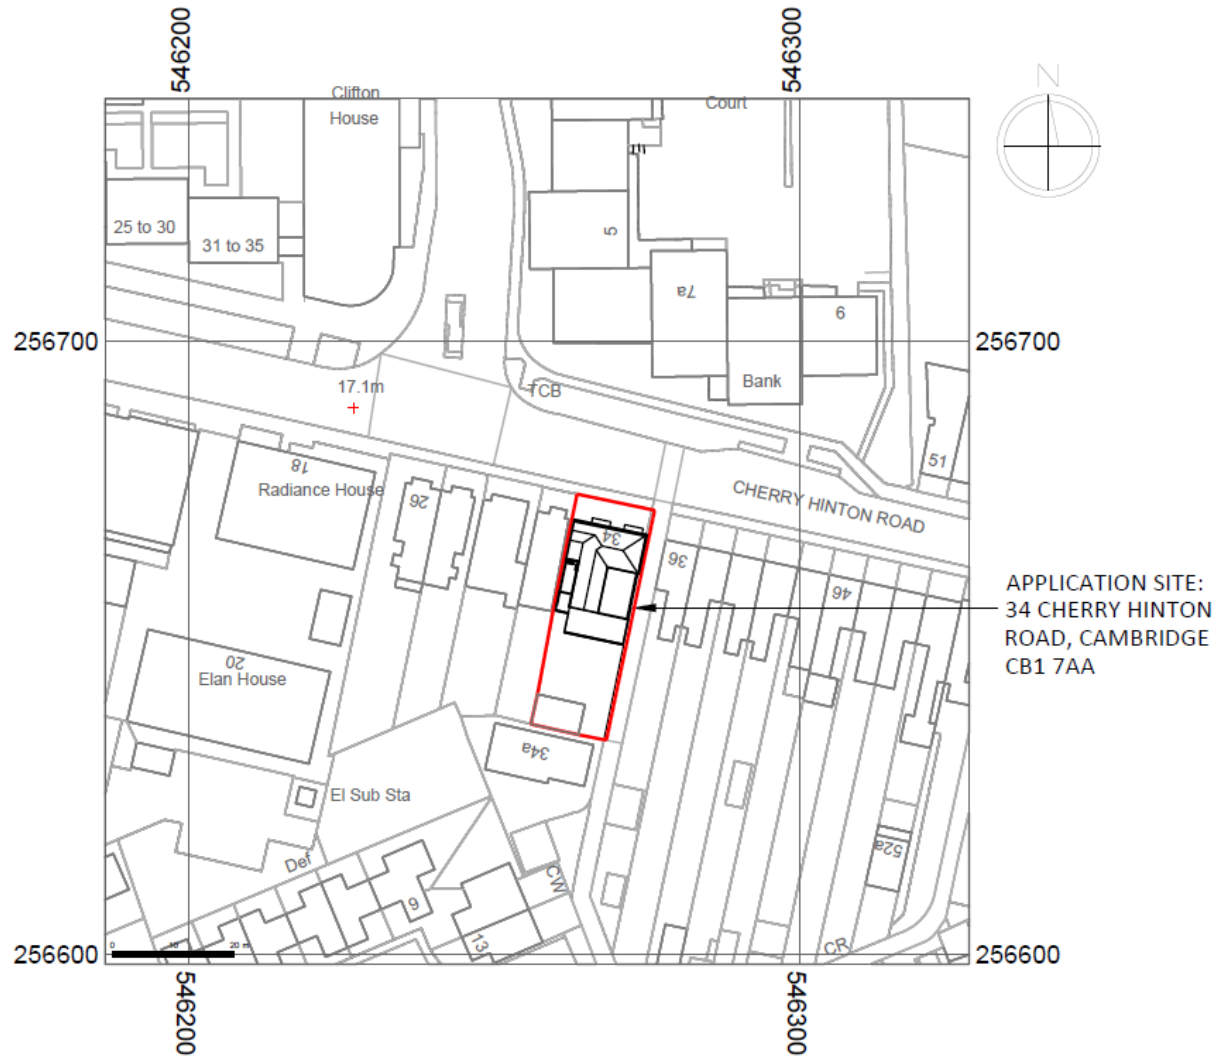 546200
546300
N
Clifton
House
Court
25 to 30
31 to 35
5
7a
6
256700
256700
Bank
17.1m
TCB
18
Radiance House
51
CHERRY HINTON ROAD
26
34
36
46
APPLICATION SITE:
34 CHERRY HINTON
ROAD, CAMBRIDGE
CB1 7AA
20
Elan House
34a
El Sub Sta
52a
Def
CW
9
13
CR
0 10 20 m
256600
256600
546200
546300